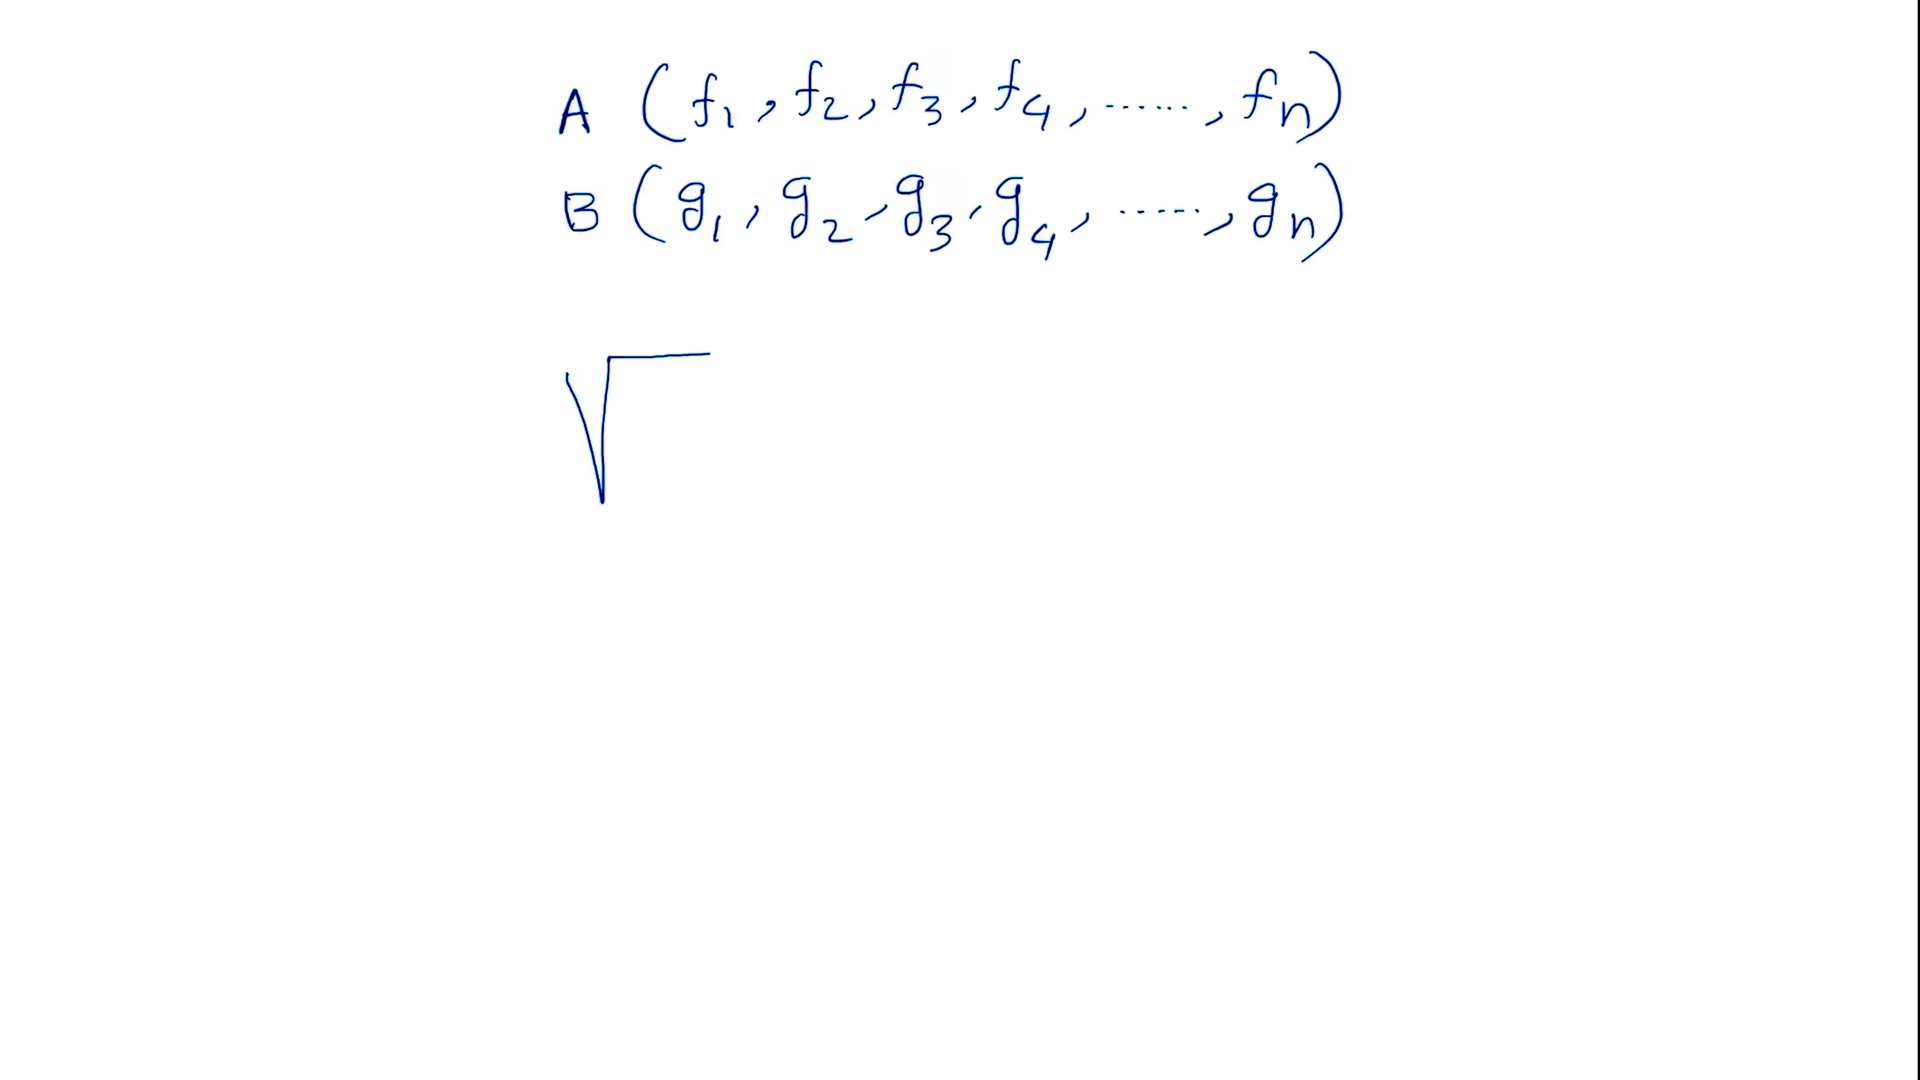 A (f1, f2, f3, f4, ......, fn)
B (g1, g2, g3, g4, ......, gn)
√